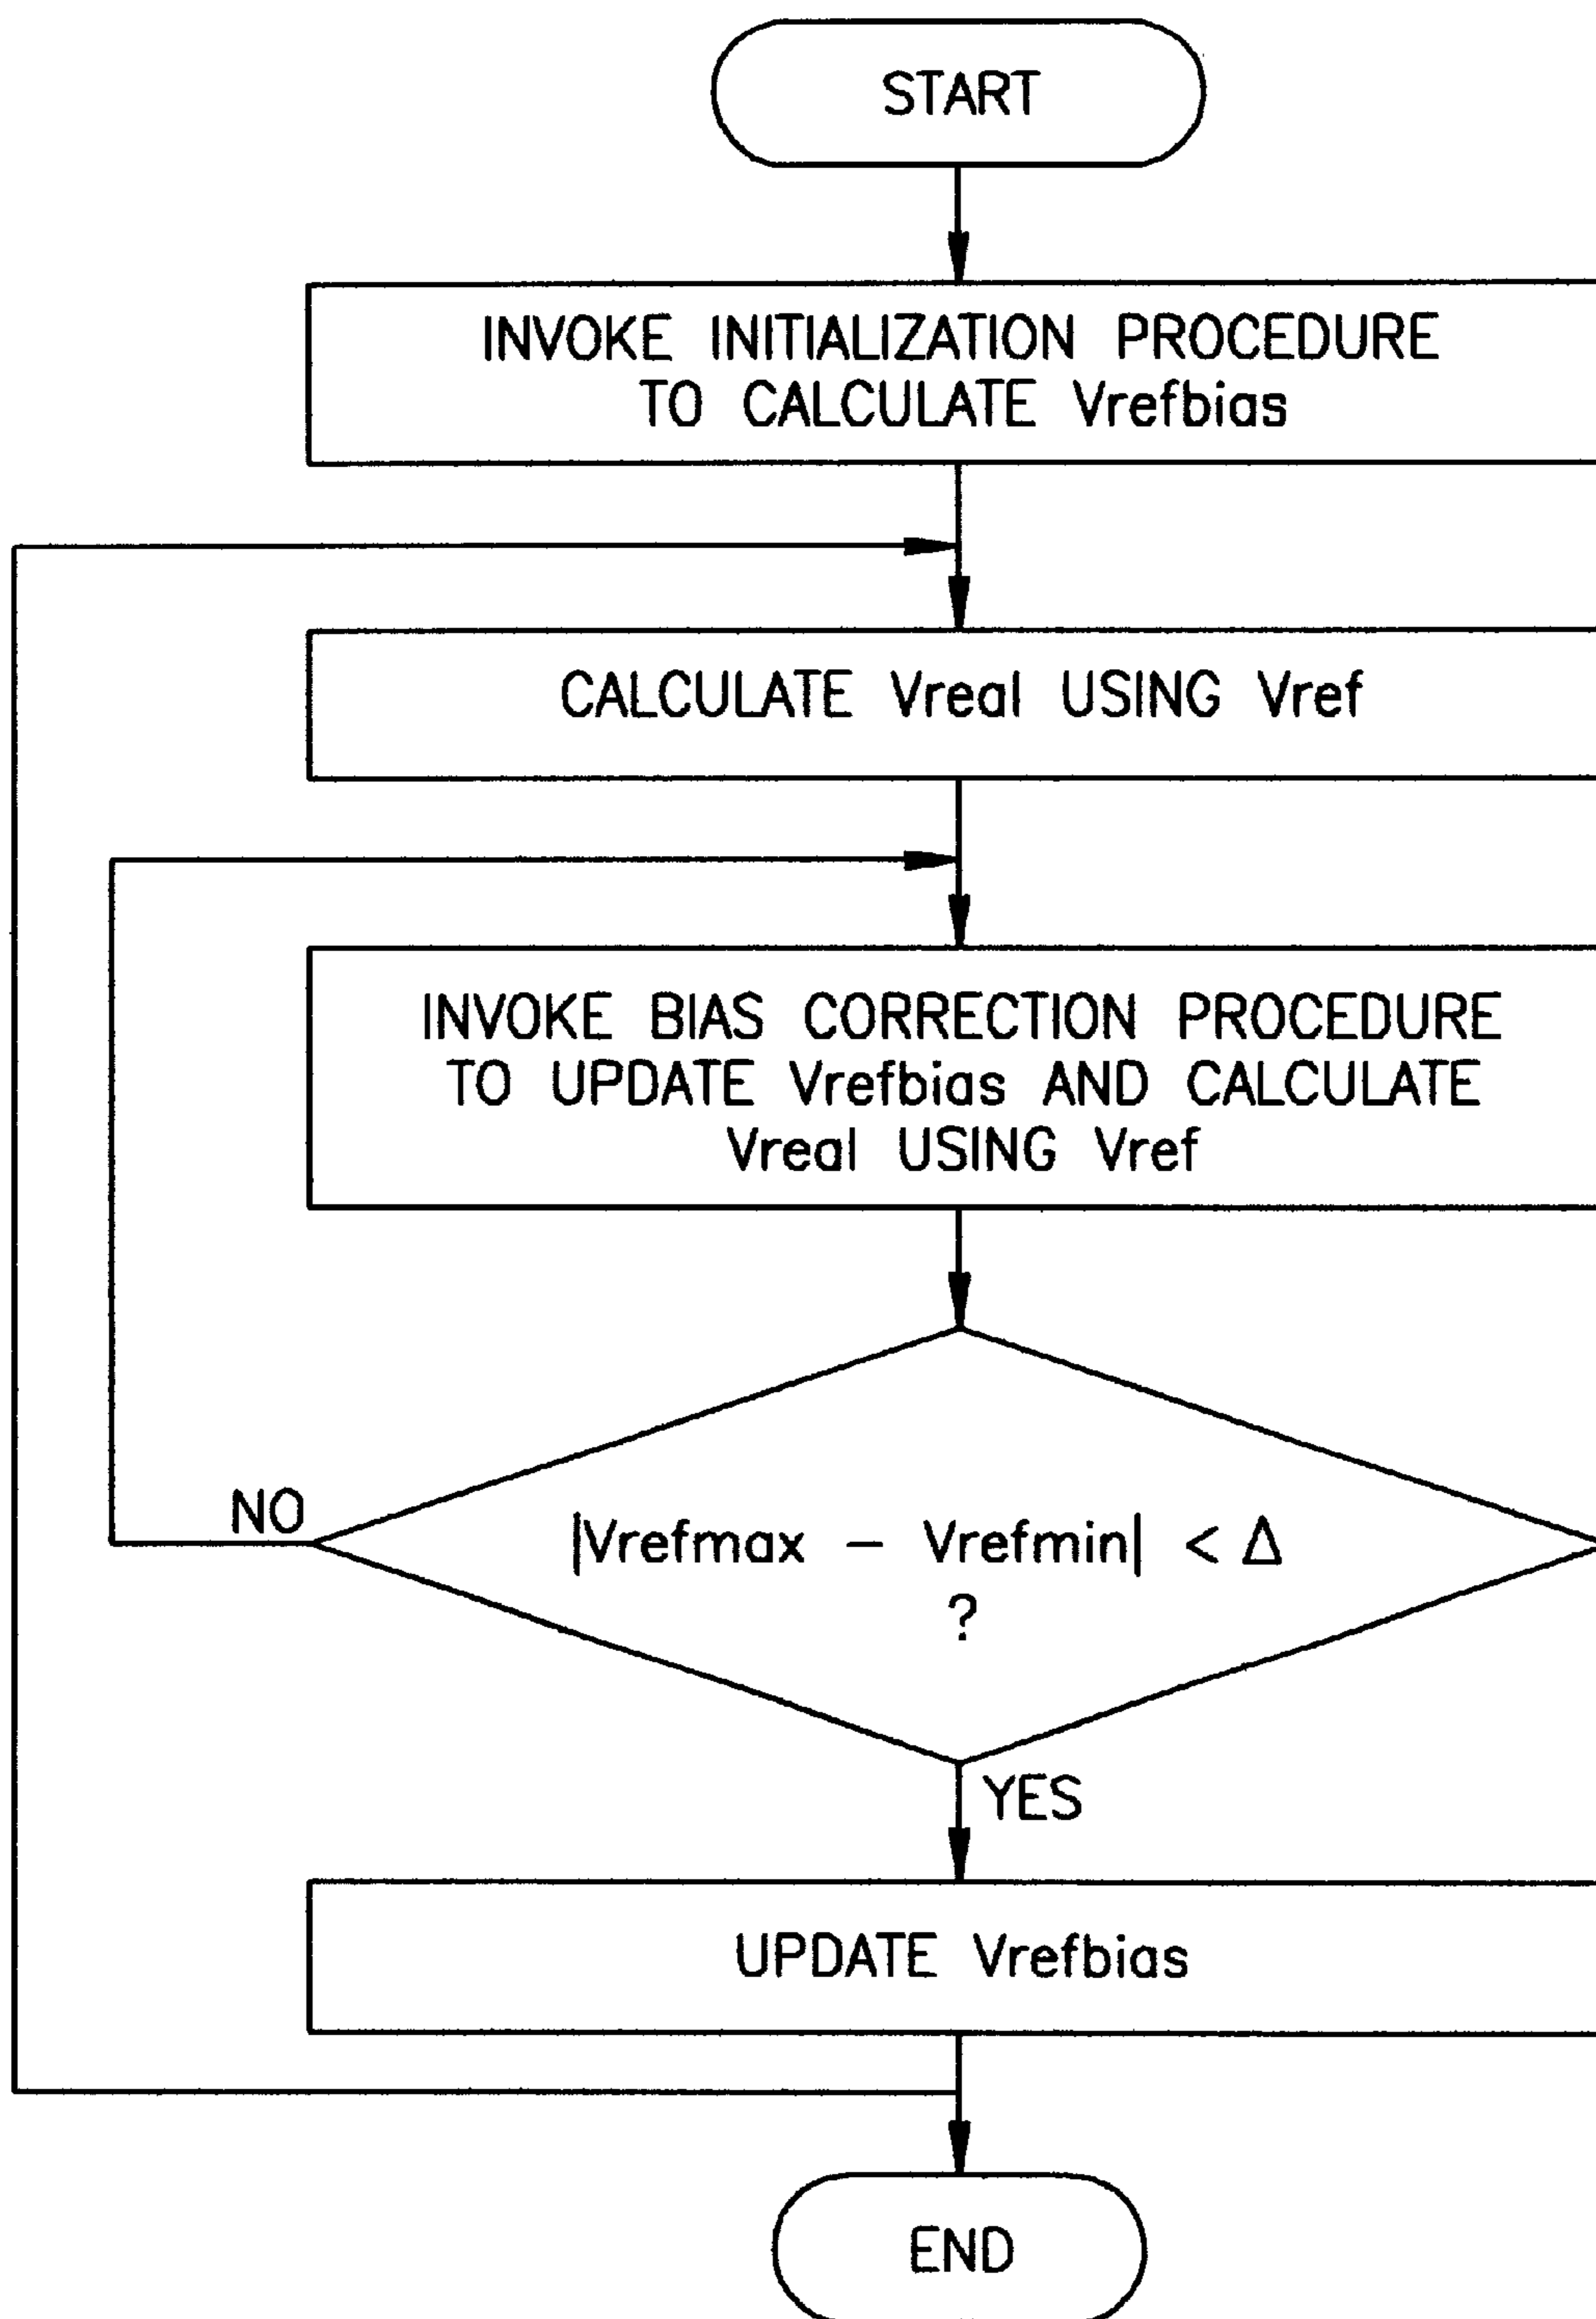 START
INVOKE INITIALIZATION PROCEDURE
TO CALCULATE Vrefbias
CALCULATE Vreal USING Vref
INVOKE BIAS CORRECTION PROCEDURE
TO UPDATE Vrefbias AND CALCULATE
Vreal USING Vref
NO
|Vrefmax – Vrefmin| < Δ
?
YES
UPDATE Vrefbias
END